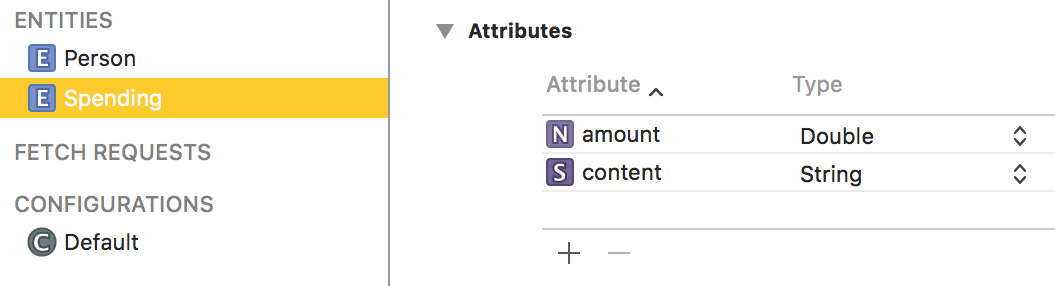 ENTITIES
E Person
E Spending
FETCH REQUESTS
CONFIGURATIONS
C Default
Attributes
Attribute Type
N amount Double
S content String